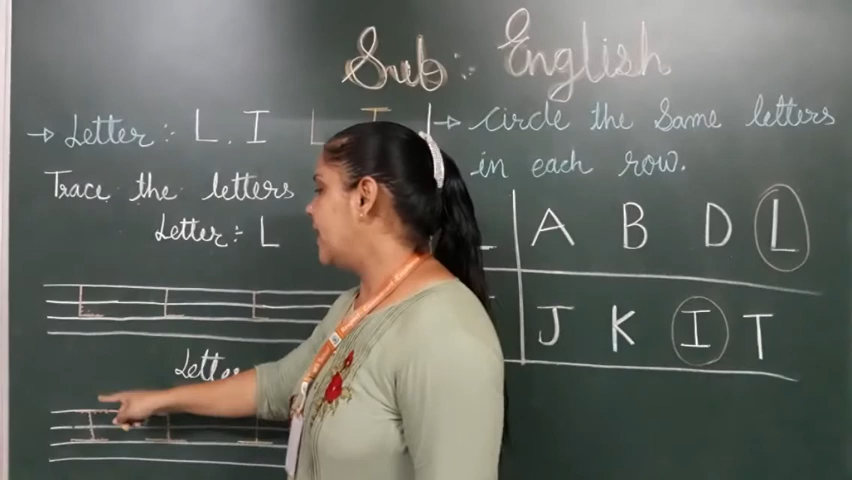 Sub: English
→ Letter :- L. I L I
Trace the letters
Letter :- L
L L L
Letter
I I I
→ Circle the Same letters
in each row.
A B D L
J K I T